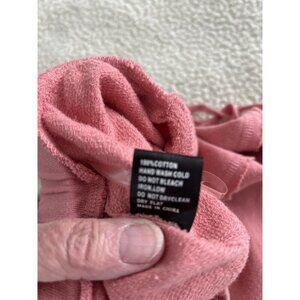 100%COTTON
HAND WASH COLD
DO NOT BLEACH
IRON.LOW
DO NOT DRYCLEAN
DRY FLAT
MADE IN CHINA